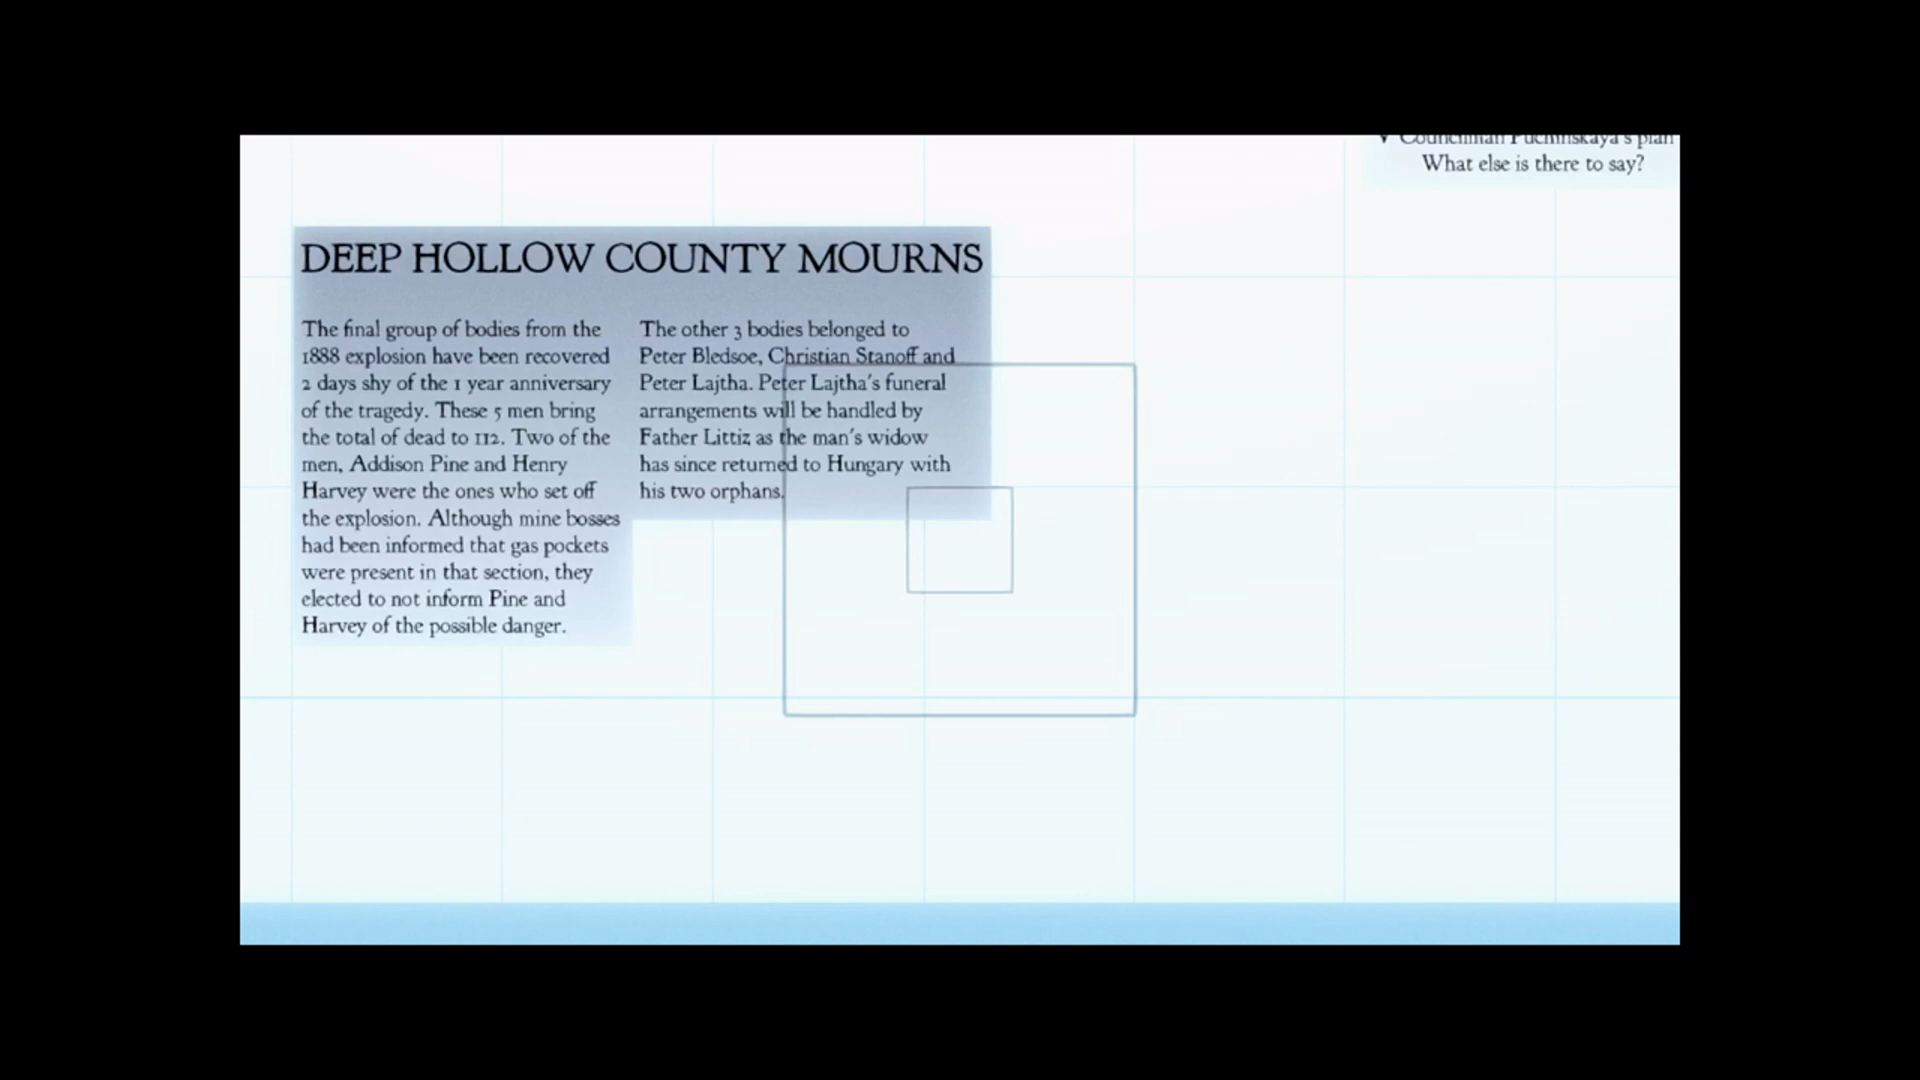 Councilman Puchinskaya's plan
What else is there to say?
DEEP HOLLOW COUNTY MOURNS
The final group of bodies from the
1888 explosion have been recovered
2 days shy of the 1 year anniversary
of the tragedy. These 5 men bring
the total of dead to 112. Two of the
men, Addison Pine and Henry
Harvey were the ones who set off
the explosion. Although mine bosses
had been informed that gas pockets
were present in that section, they
elected to not inform Pine and
Harvey of the possible danger.
The other 3 bodies belonged to
Peter Bledsoe, Christian Stanoff and
Peter Lajtha. Peter Lajtha's funeral
arrangements will be handled by
Father Littiz as the man's widow
has since returned to Hungary with
his two orphans.